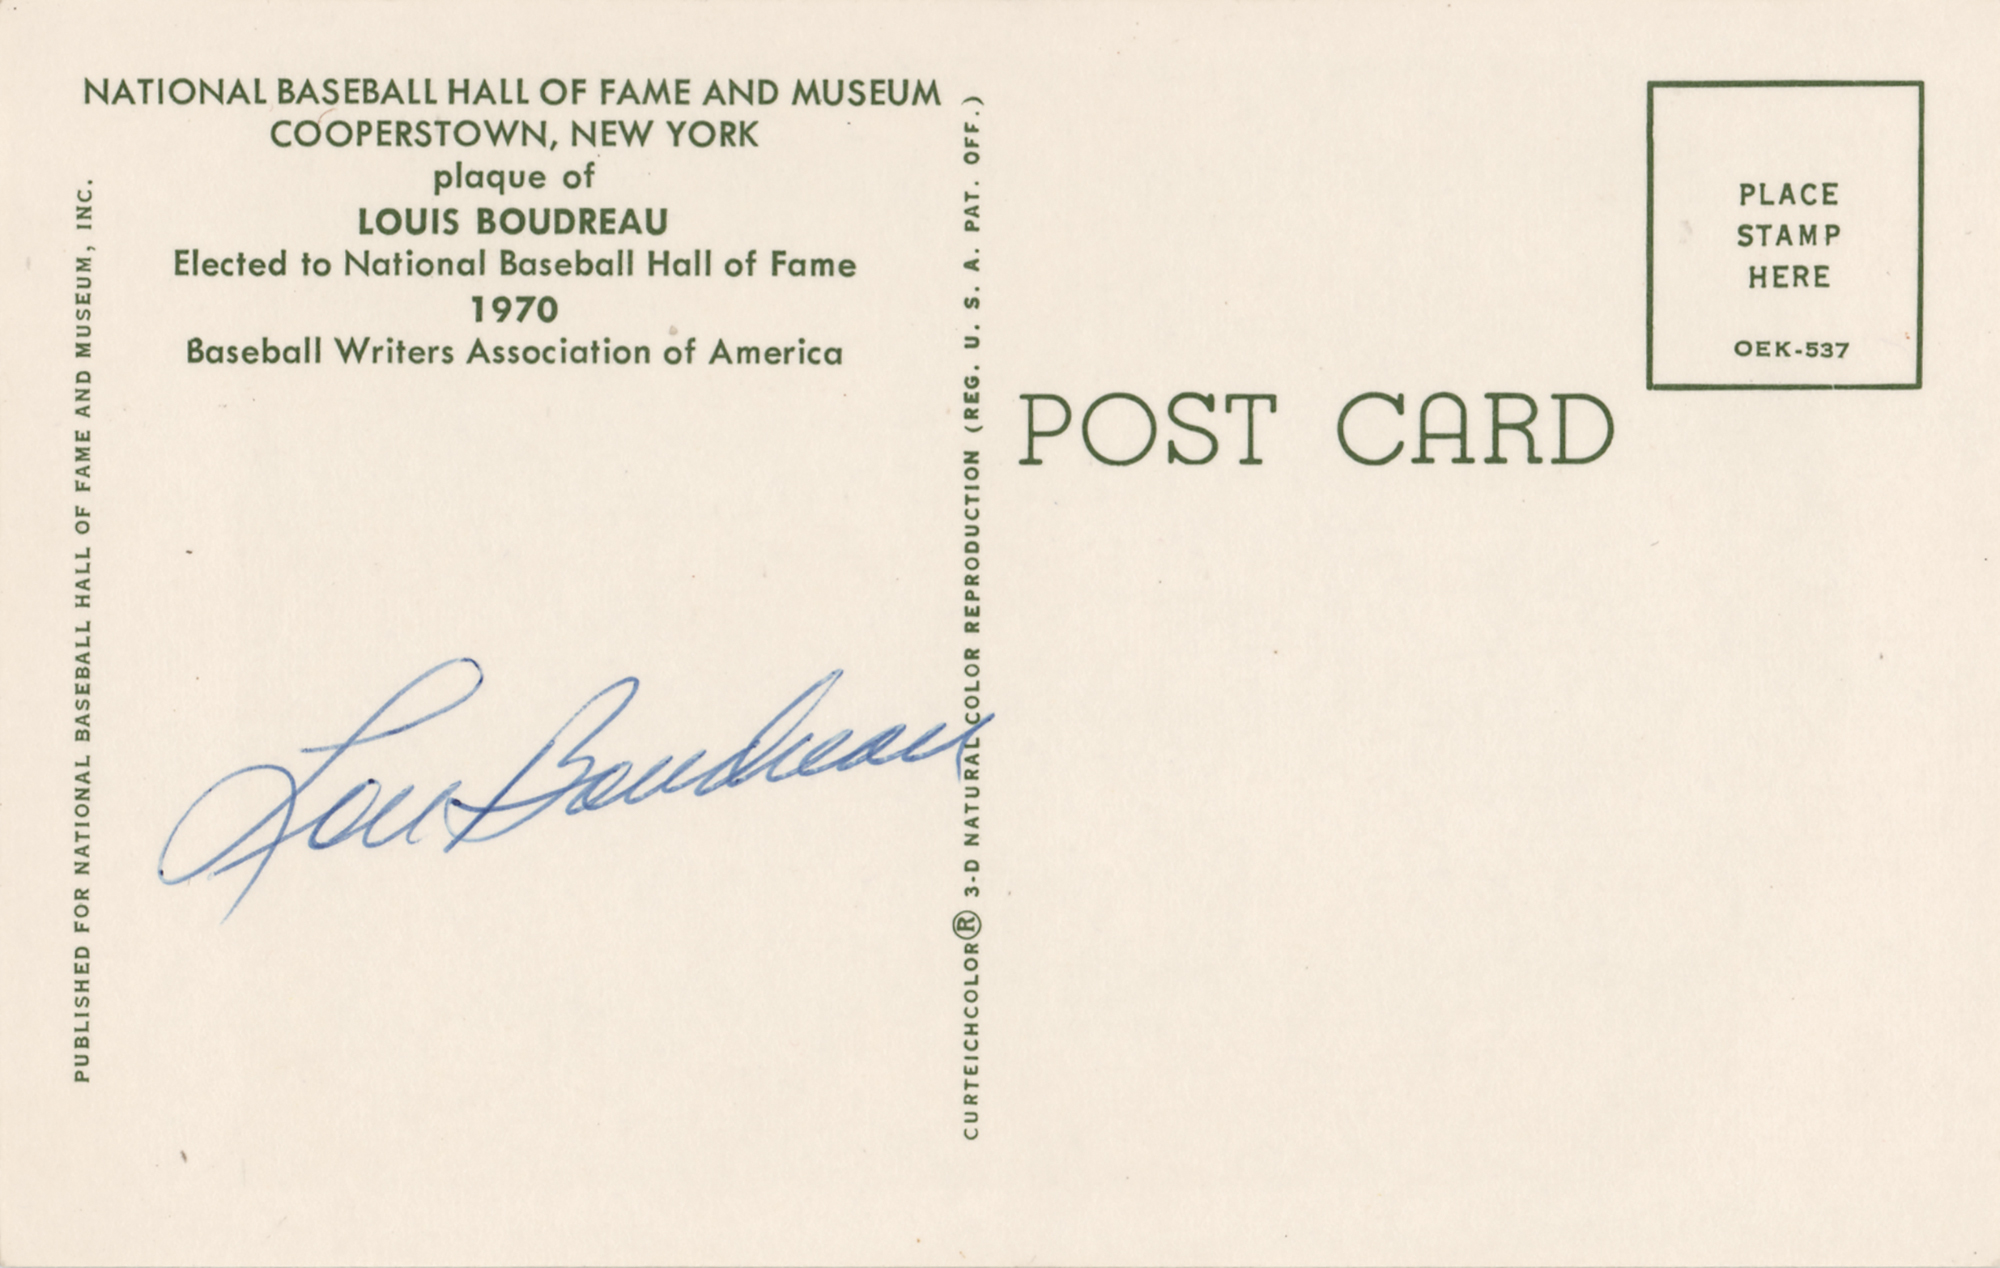 NATIONAL BASEBALL HALL OF FAME AND MUSEUM
COOPERSTOWN, NEW YORK
plaque of
LOUIS BOUDREAU
Elected to National Baseball Hall of Fame
1970
Baseball Writers Association of America
PUBLISHED FOR NATIONAL BASEBALL HALL OF FAME AND MUSEUM, INC.
Lou Boudreau
CURTEICHCOLOR® 3-D NATURAL COLOR REPRODUCTION (REG. U. S. A. PAT. OFF.)
POST CARD
PLACE
STAMP
HERE
OEK-537